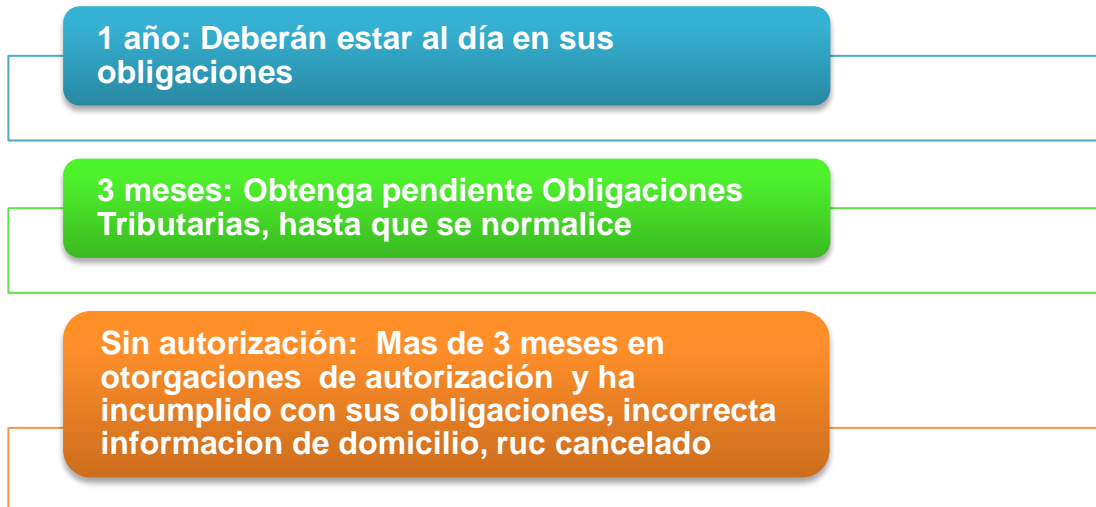 1 año: Deberán estar al día en sus
obligaciones
3 meses: Obtenga pendiente Obligaciones
Tributarias, hasta que se normalice
Sin autorización:  Mas de 3 meses en
otorgaciones  de autorización  y ha
incumplido con sus obligaciones, incorrecta
informacion de domicilio, ruc cancelado